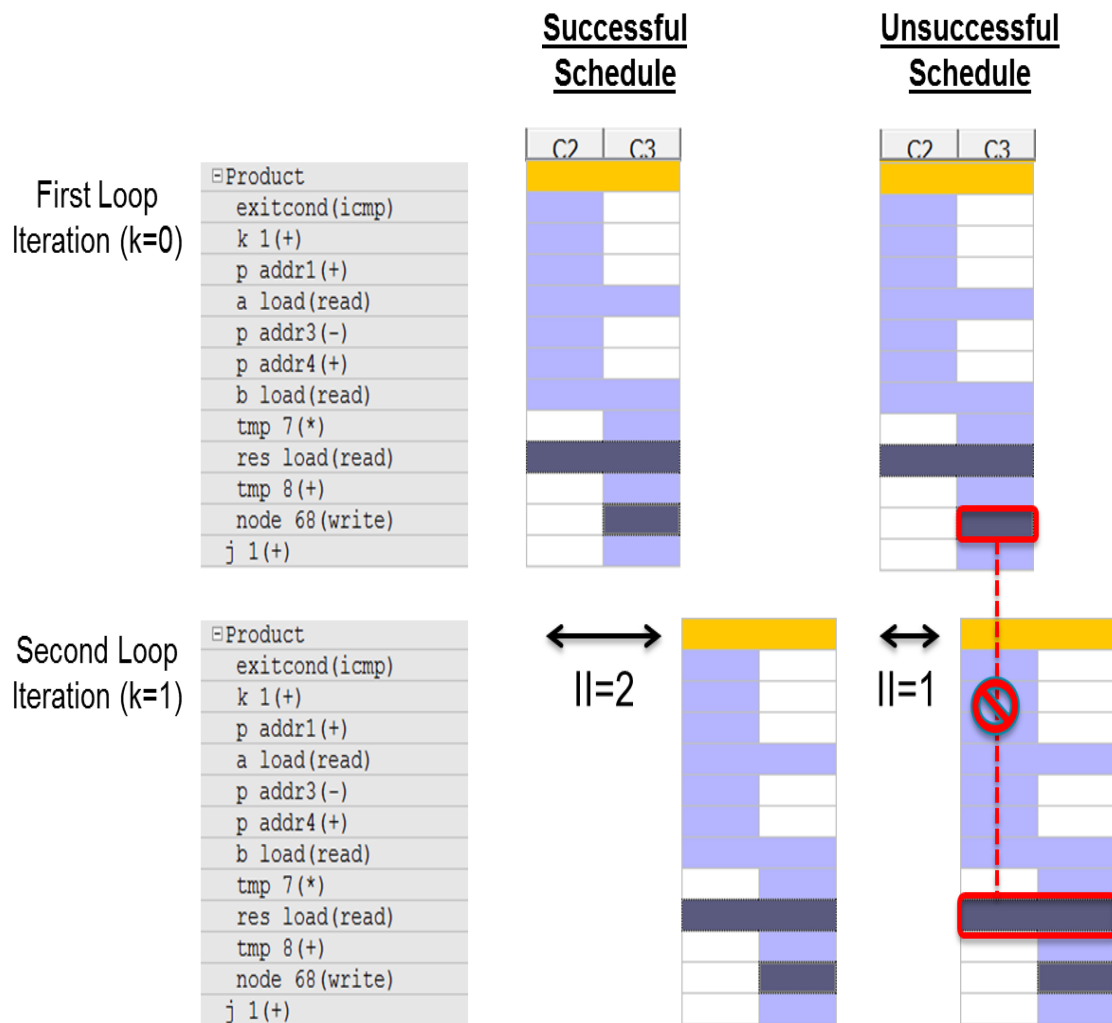 Successful
Schedule
Unsuccessful
Schedule
C2 C3
C2 C3
First Loop
Iteration (k=0)
⊟Product
exitcond(icmp)
k 1(+)
p addr1(+)
a load(read)
p addr3(-)
p addr4(+)
b load(read)
tmp 7(*)
res load(read)
tmp 8(+)
node 68(write)
j 1(+)
Second Loop
Iteration (k=1)
⊟Product
exitcond(icmp)
k 1(+)
p addr1(+)
a load(read)
p addr3(-)
p addr4(+)
b load(read)
tmp 7(*)
res load(read)
tmp 8(+)
node 68(write)
j 1(+)
II=2
II=1